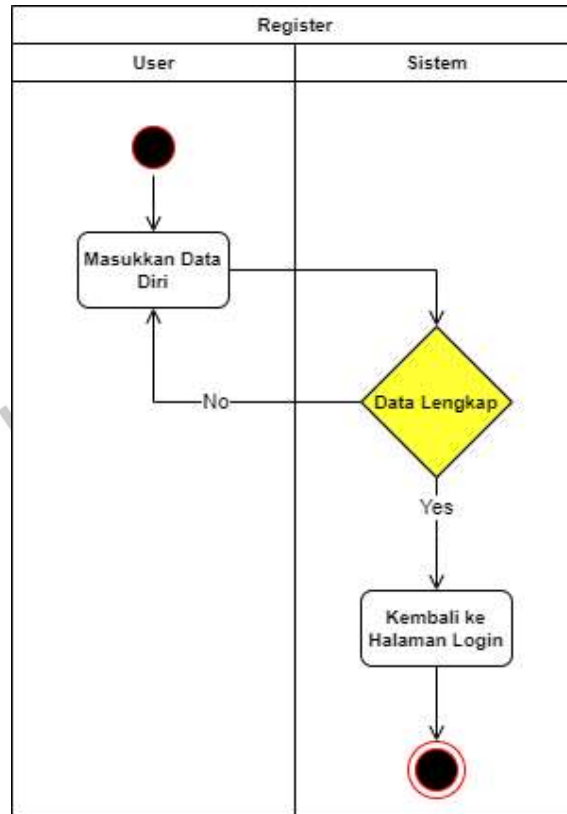 Register
User
Sistem
Masukkan Data
Diri
Data Lengkap
No
Yes
Kembali ke
Halaman Login